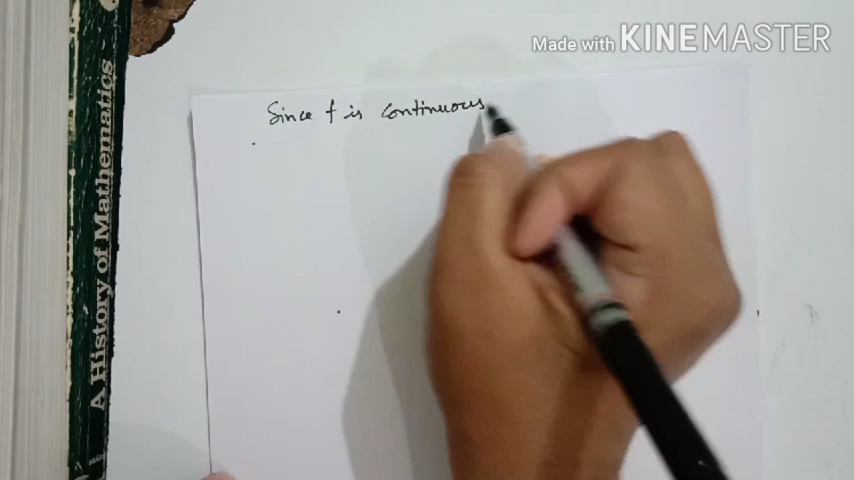 Made with KINEMASTER
Since f is continuous
A History of Mathematics